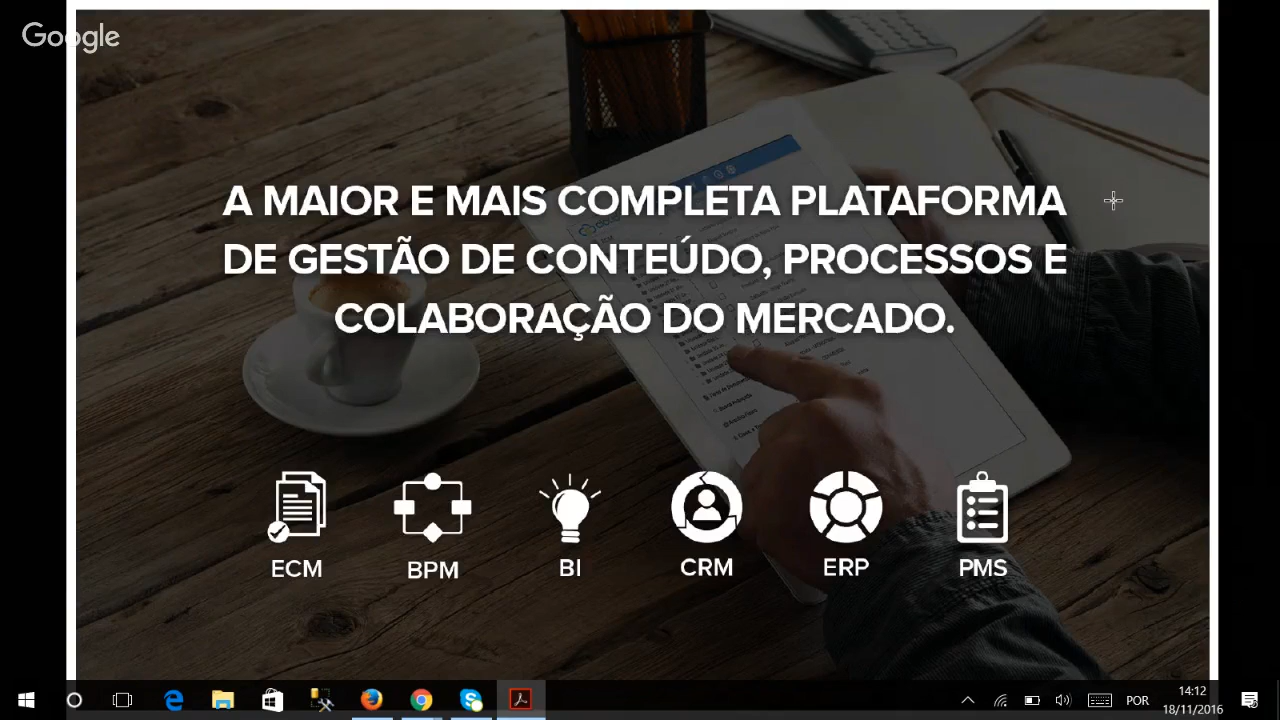 Google
A MAIOR E MAIS COMPLETA PLATAFORMA
DE GESTÃO DE CONTEÚDO, PROCESSOS E
COLABORAÇÃO DO MERCADO.
ECM
BPM
BI
CRM
ERP
PMS
POR
14:12
18/11/2016